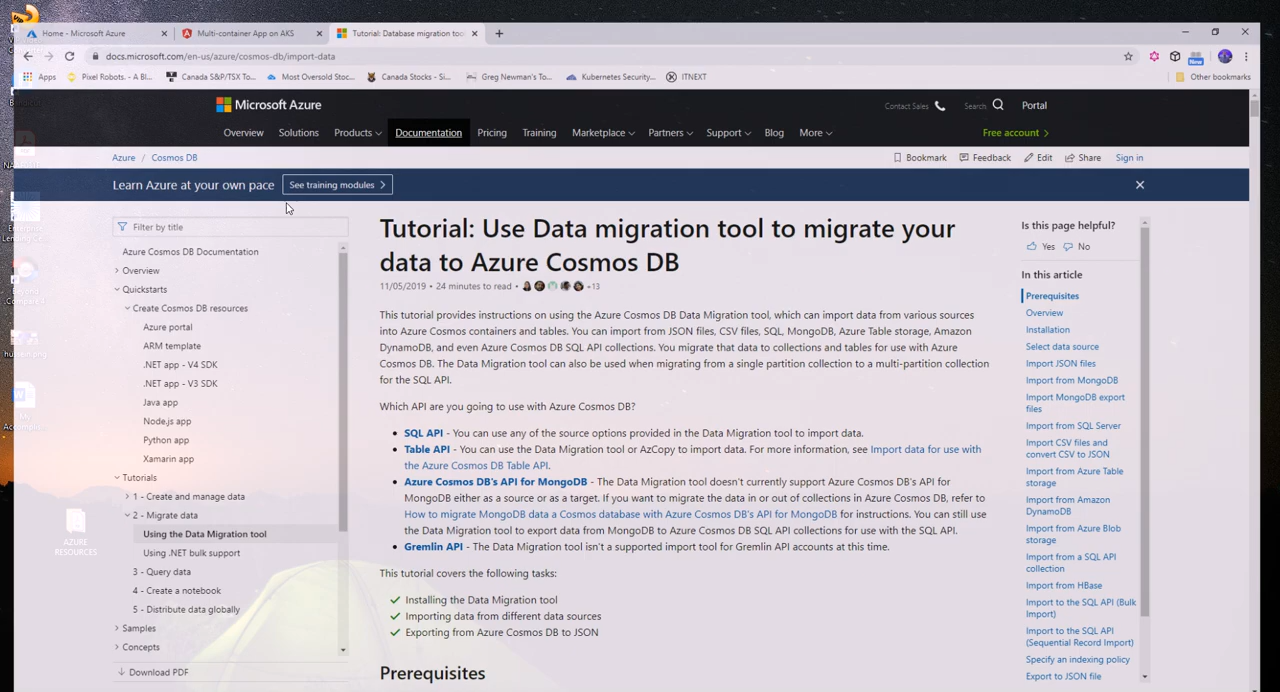 Home - Microsoft Azure
Multi-container App on AKS
Tutorial: Database migration too
docs.microsoft.com/en-us/azure/cosmos-db/import-data
Apps
Pixel Robots. - A Bl...
Canada S&P/TSX To...
Most Oversold Stoc...
Canada Stocks - Si...
Greg Newman's To...
Kubernetes Security...
ITNEXT
New
Other bookmarks
Microsoft Azure
Contact Sales
Search
Portal
Overview
Solutions
Products
Documentation
Pricing
Training
Marketplace
Partners
Support
Blog
More
Free account
Azure / Cosmos DB
Bookmark
Feedback
Edit
Share
Sign in
Learn Azure at your own pace
See training modules
Filter by title
Azure Cosmos DB Documentation
Overview
Quickstarts
Create Cosmos DB resources
Azure portal
ARM template
.NET app - V4 SDK
.NET app - V3 SDK
Java app
Node.js app
Python app
Xamarin app
Tutorials
1 - Create and manage data
2 - Migrate data
Using the Data Migration tool
Using .NET bulk support
3 - Query data
4 - Create a notebook
5 - Distribute data globally
Samples
Concepts
Download PDF
AZURE
RESOURCES
Tutorial: Use Data migration tool to migrate your
data to Azure Cosmos DB
11/05/2019 • 24 minutes to read •
+13
This tutorial provides instructions on using the Azure Cosmos DB Data Migration tool, which can import data from various sources
into Azure Cosmos containers and tables. You can import from JSON files, CSV files, SQL, MongoDB, Azure Table storage, Amazon
DynamoDB, and even Azure Cosmos DB SQL API collections. You migrate that data to collections and tables for use with Azure
Cosmos DB. The Data Migration tool can also be used when migrating from a single partition collection to a multi-partition collection
for the SQL API.
Which API are you going to use with Azure Cosmos DB?
• SQL API - You can use any of the source options provided in the Data Migration tool to import data.
• Table API - You can use the Data Migration tool or AzCopy to import data. For more information, see Import data for use with
the Azure Cosmos DB Table API.
• Azure Cosmos DB's API for MongoDB - The Data Migration tool doesn't currently support Azure Cosmos DB's API for
MongoDB either as a source or as a target. If you want to migrate the data in or out of collections in Azure Cosmos DB, refer to
How to migrate MongoDB data a Cosmos database with Azure Cosmos DB's API for MongoDB for instructions. You can still use
the Data Migration tool to export data from MongoDB to Azure Cosmos DB SQL API collections for use with the SQL API.
• Gremlin API - The Data Migration tool isn't a supported import tool for Gremlin API accounts at this time.
This tutorial covers the following tasks:
Installing the Data Migration tool
Importing data from different data sources
Exporting from Azure Cosmos DB to JSON
Prerequisites
Is this page helpful?
Yes
No
In this article
Prerequisites
Overview
Installation
Select data source
Import JSON files
Import from MongoDB
Import MongoDB export
files
Import from SQL Server
Import CSV files and
convert CSV to JSON
Import from Azure Table
storage
Import from Amazon
DynamoDB
Import from Azure Blob
storage
Import from a SQL API
collection
Import from HBase
Import to the SQL API (Bulk
Import)
Import to the SQL API
(Sequential Record Import)
Specify an indexing policy
Export to JSON file